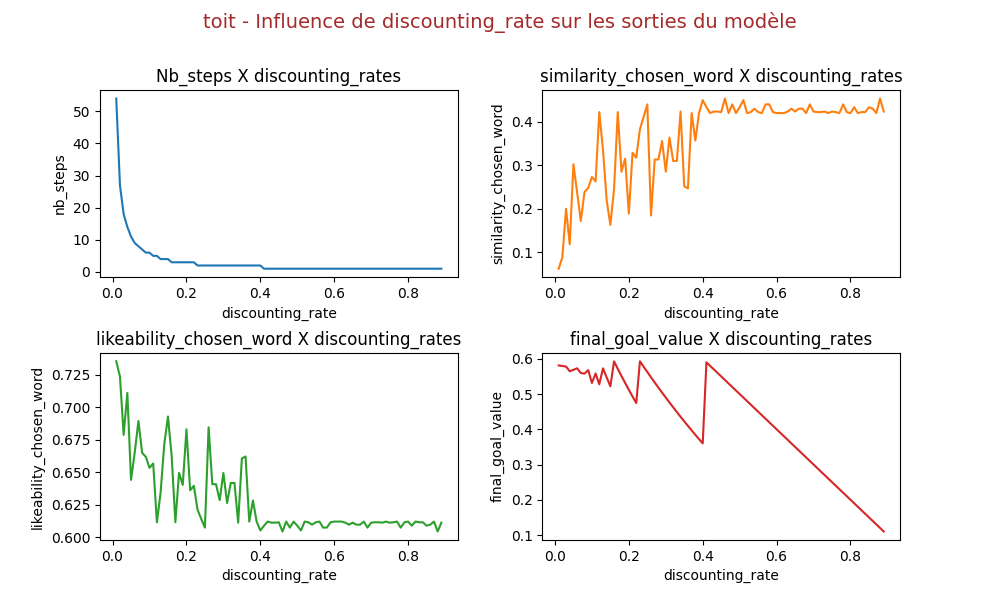 toit - Influence de discounting_rate sur les sorties du modèle
Nb_steps X discounting_rates
nb_steps
50
40
30
20
10
0
0.0 0.2 0.4 0.6 0.8
discounting_rate
similarity_chosen_word X discounting_rates
similarity_chosen_word
0.4
0.3
0.2
0.1
0.0 0.2 0.4 0.6 0.8
discounting_rate
likeability_chosen_word X discounting_rates
likeability_chosen_word
0.725
0.700
0.675
0.650
0.625
0.600
0.0 0.2 0.4 0.6 0.8
discounting_rate
final_goal_value X discounting_rates
final_goal_value
0.6
0.5
0.4
0.3
0.2
0.1
0.0 0.2 0.4 0.6 0.8
discounting_rate